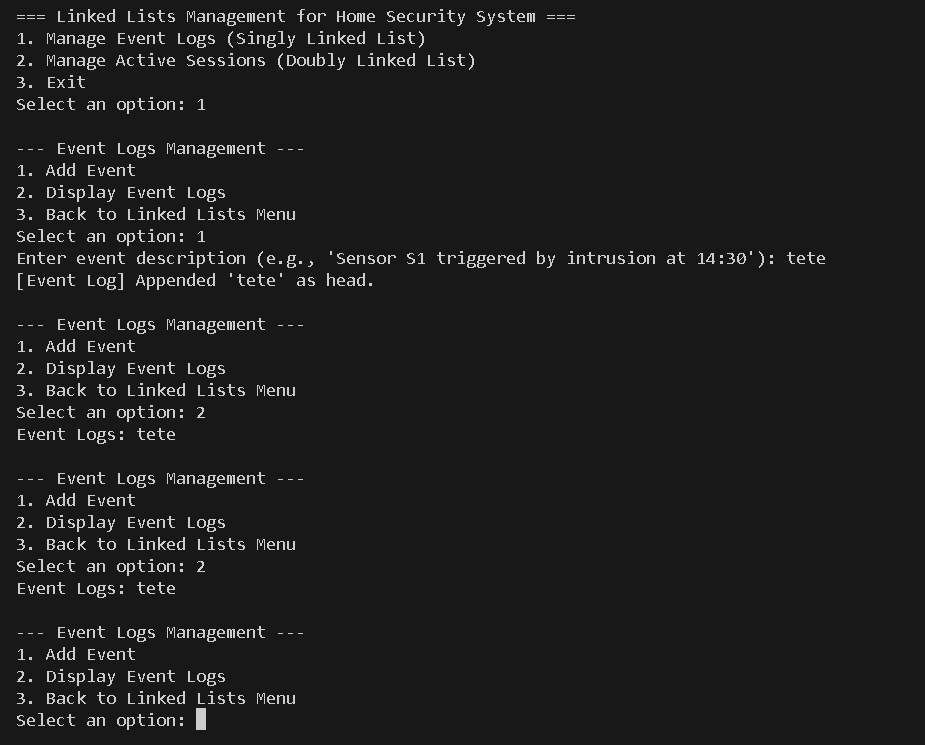 === Linked Lists Management for Home Security System ===
1. Manage Event Logs (Singly Linked List)
2. Manage Active Sessions (Doubly Linked List)
3. Exit
Select an option: 1
--- Event Logs Management ---
1. Add Event
2. Display Event Logs
3. Back to Linked Lists Menu
Select an option: 1
Enter event description (e.g., 'Sensor S1 triggered by intrusion at 14:30'): tete
[Event Log] Appended 'tete' as head.
--- Event Logs Management ---
1. Add Event
2. Display Event Logs
3. Back to Linked Lists Menu
Select an option: 2
Event Logs: tete
--- Event Logs Management ---
1. Add Event
2. Display Event Logs
3. Back to Linked Lists Menu
Select an option: 2
Event Logs: tete
--- Event Logs Management ---
1. Add Event
2. Display Event Logs
3. Back to Linked Lists Menu
Select an option: